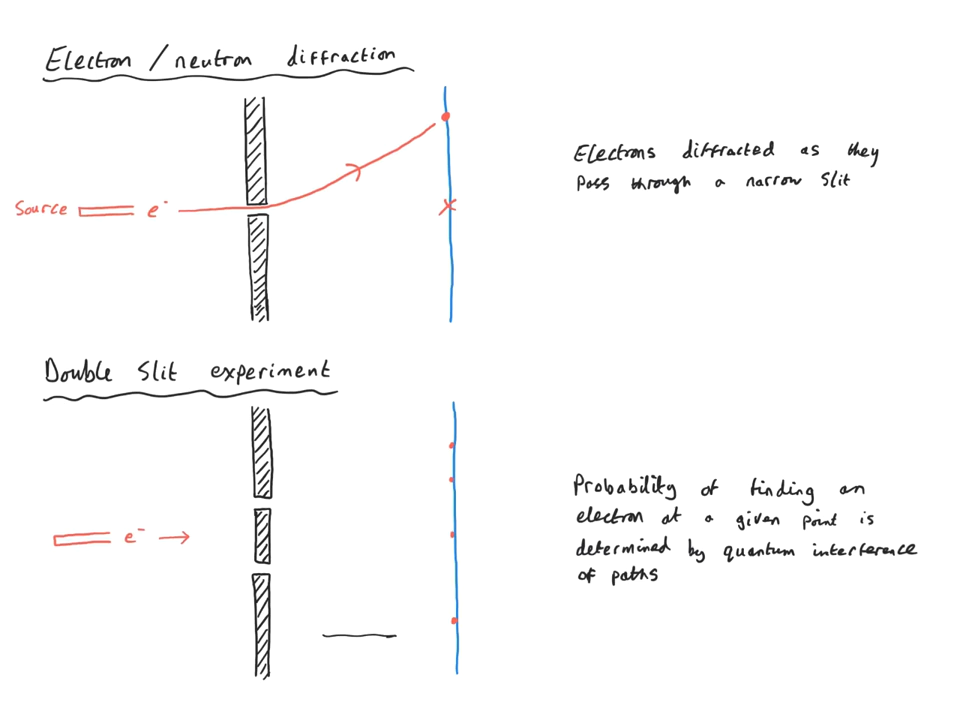 Electron / neutron diffraction
Electrons diffracted as they
pass through a narrow slit
Source e⁻
Double slit experiment
Probability of finding an
electron at a given point is
determined by quantum interference
of paths
e⁻